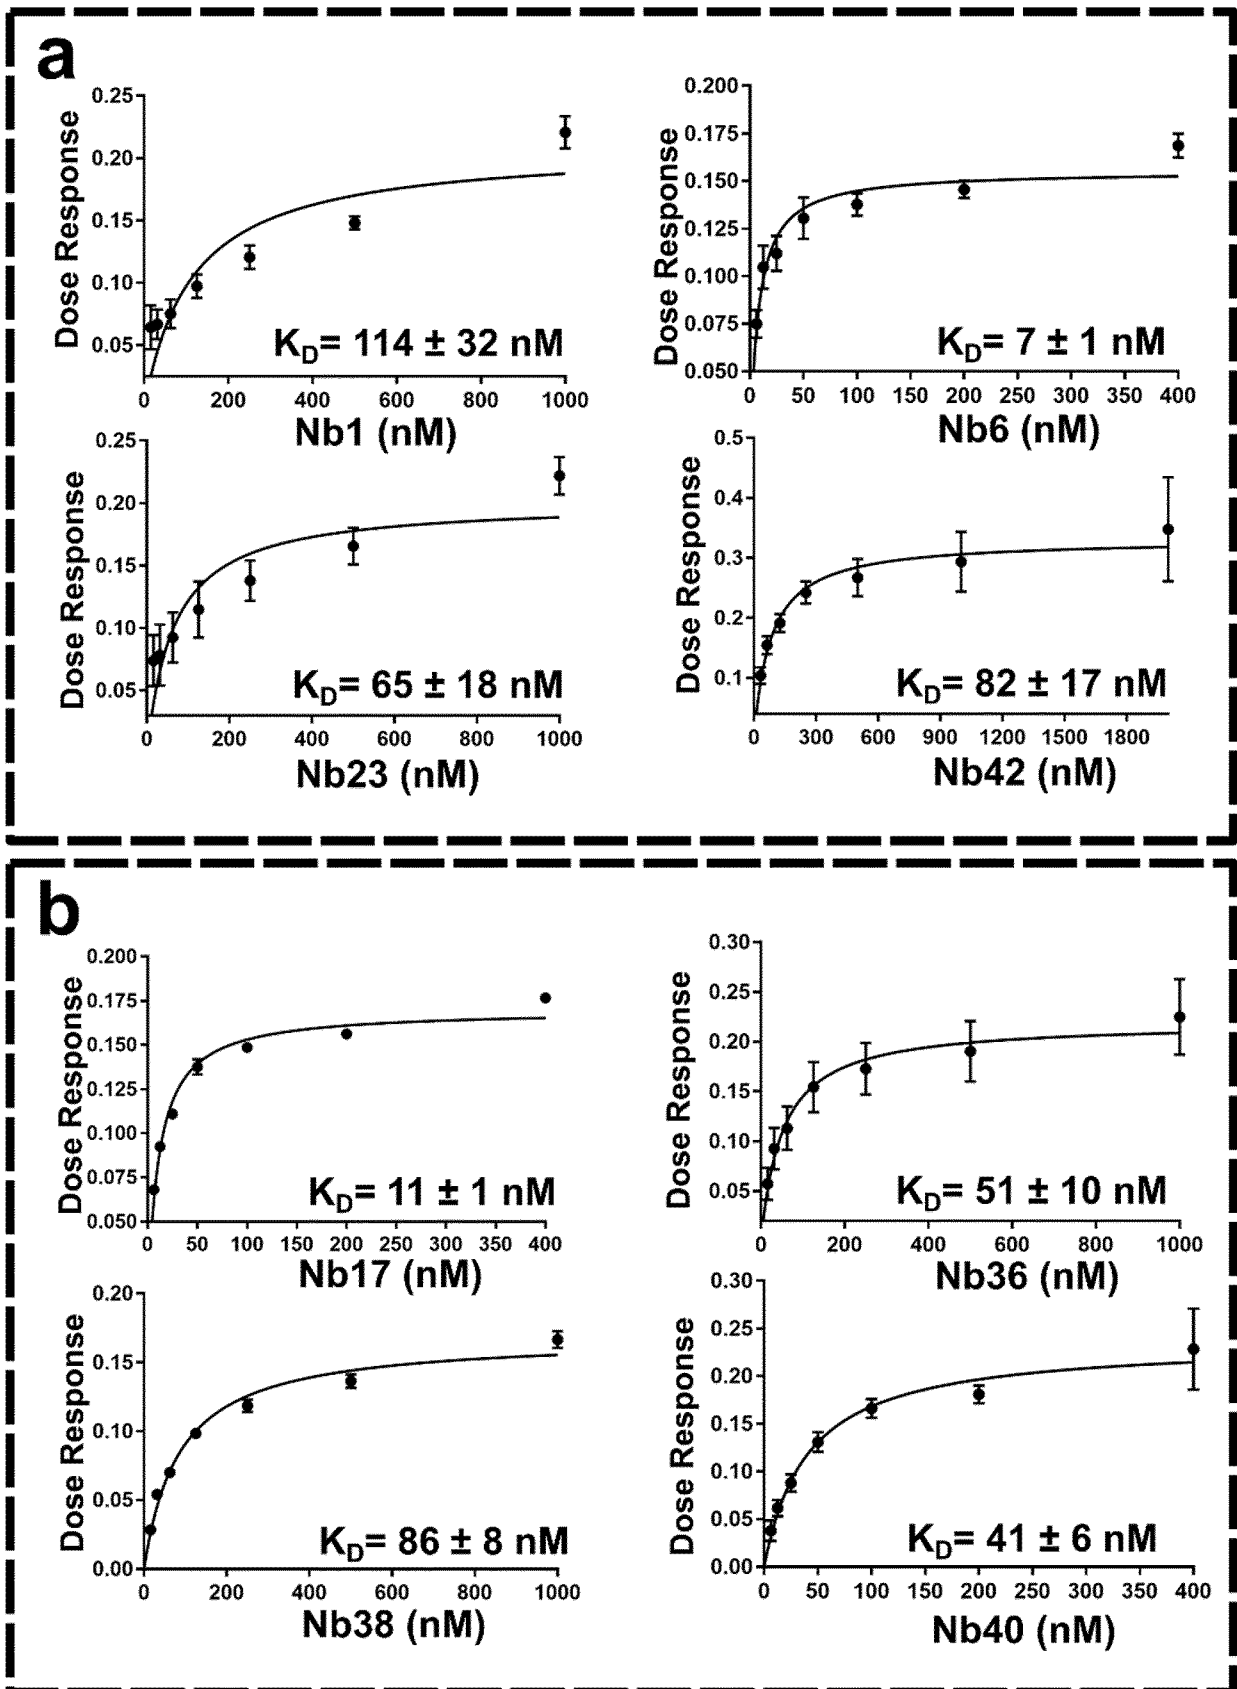 a
0.25
0.20
0.15
0.10
0.05
Dose Response
K_D= 114 ± 32 nM
0 200 400 600 800 1000
Nb1 (nM)
0.200
0.175
0.150
0.125
0.100
0.075
0.050
Dose Response
K_D= 7 ± 1 nM
0 50 100 150 200 250 300 350 400
Nb6 (nM)
0.25
0.20
0.15
0.10
0.05
Dose Response
K_D= 65 ± 18 nM
0 200 400 600 800 1000
Nb23 (nM)
0.5
0.4
0.3
0.2
0.1
Dose Response
K_D= 82 ± 17 nM
0 300 600 900 1200 1500 1800
Nb42 (nM)
b
0.200
0.175
0.150
0.125
0.100
0.075
0.050
Dose Response
K_D= 11 ± 1 nM
0 50 100 150 200 250 300 350 400
Nb17 (nM)
0.30
0.25
0.20
0.15
0.10
0.05
Dose Response
K_D= 51 ± 10 nM
0 200 400 600 800 1000
Nb36 (nM)
0.20
0.15
0.10
0.05
0.00
Dose Response
K_D= 86 ± 8 nM
0 200 400 600 800 1000
Nb38 (nM)
0.30
0.25
0.20
0.15
0.10
0.05
0.00
Dose Response
K_D= 41 ± 6 nM
0 50 100 150 200 250 300 350 400
Nb40 (nM)